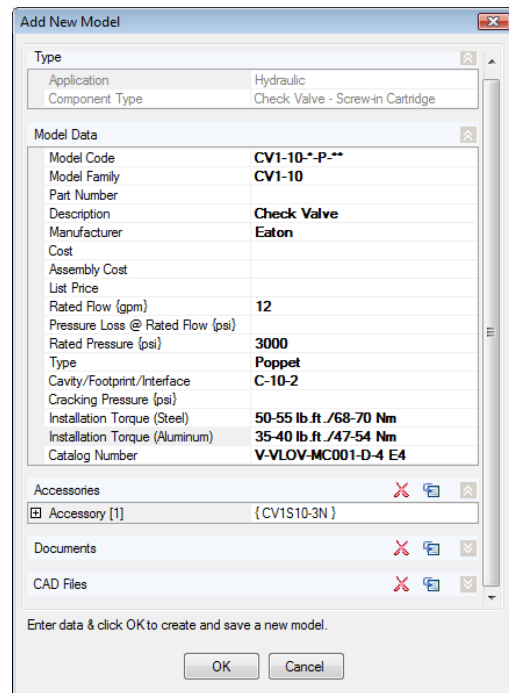 Add New Model
Type
Application Hydraulic
Component Type Check Valve - Screw-in Cartridge
Model Data
Model Code CV1-10-*-P-**
Model Family CV1-10
Part Number
Description Check Valve
Manufacturer Eaton
Cost
Assembly Cost
List Price
Rated Flow {gpm} 12
Pressure Loss @ Rated Flow {psi}
Rated Pressure {psi} 3000
Type Poppet
Cavity/Footprint/Interface C-10-2
Cracking Pressure {psi}
Installation Torque (Steel) 50-55 lb.ft./68-70 Nm
Installation Torque (Aluminum) 35-40 lb.ft./47-54 Nm
Catalog Number V-VLOV-MC001-D-4 E4
Accessories
Accessory [1] { CV1S10-3N }
Documents
CAD Files
Enter data & click OK to create and save a new model.
OK Cancel